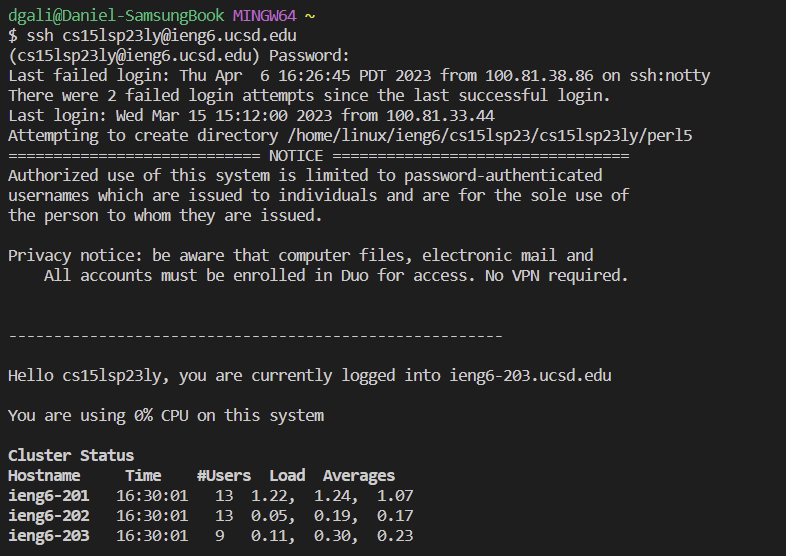 dgali@Daniel-SamsungBook MINGW64 ~
$ ssh cs15lsp23ly@ieng6.ucsd.edu
(cs15lsp23ly@ieng6.ucsd.edu) Password:
Last failed login: Thu Apr  6 16:26:45 PDT 2023 from 100.81.38.86 on ssh:notty
There were 2 failed login attempts since the last successful login.
Last login: Wed Mar 15 15:12:00 2023 from 100.81.33.44
Attempting to create directory /home/linux/ieng6/cs15lsp23/cs15lsp23ly/perl5
============================ NOTICE =================================
Authorized use of this system is limited to password-authenticated
usernames which are issued to individuals and are for the sole use of
the person to whom they are issued.

Privacy notice: be aware that computer files, electronic mail and
    All accounts must be enrolled in Duo for access. No VPN required.

-------------------------------------------------------

Hello cs15lsp23ly, you are currently logged into ieng6-203.ucsd.edu

You are using 0% CPU on this system

Cluster Status
Hostname     Time    #Users  Load  Averages
ieng6-201   16:30:01   13  1.22,  1.24,  1.07
ieng6-202   16:30:01   13  0.05,  0.19,  0.17
ieng6-203   16:30:01   9   0.11,  0.30,  0.23